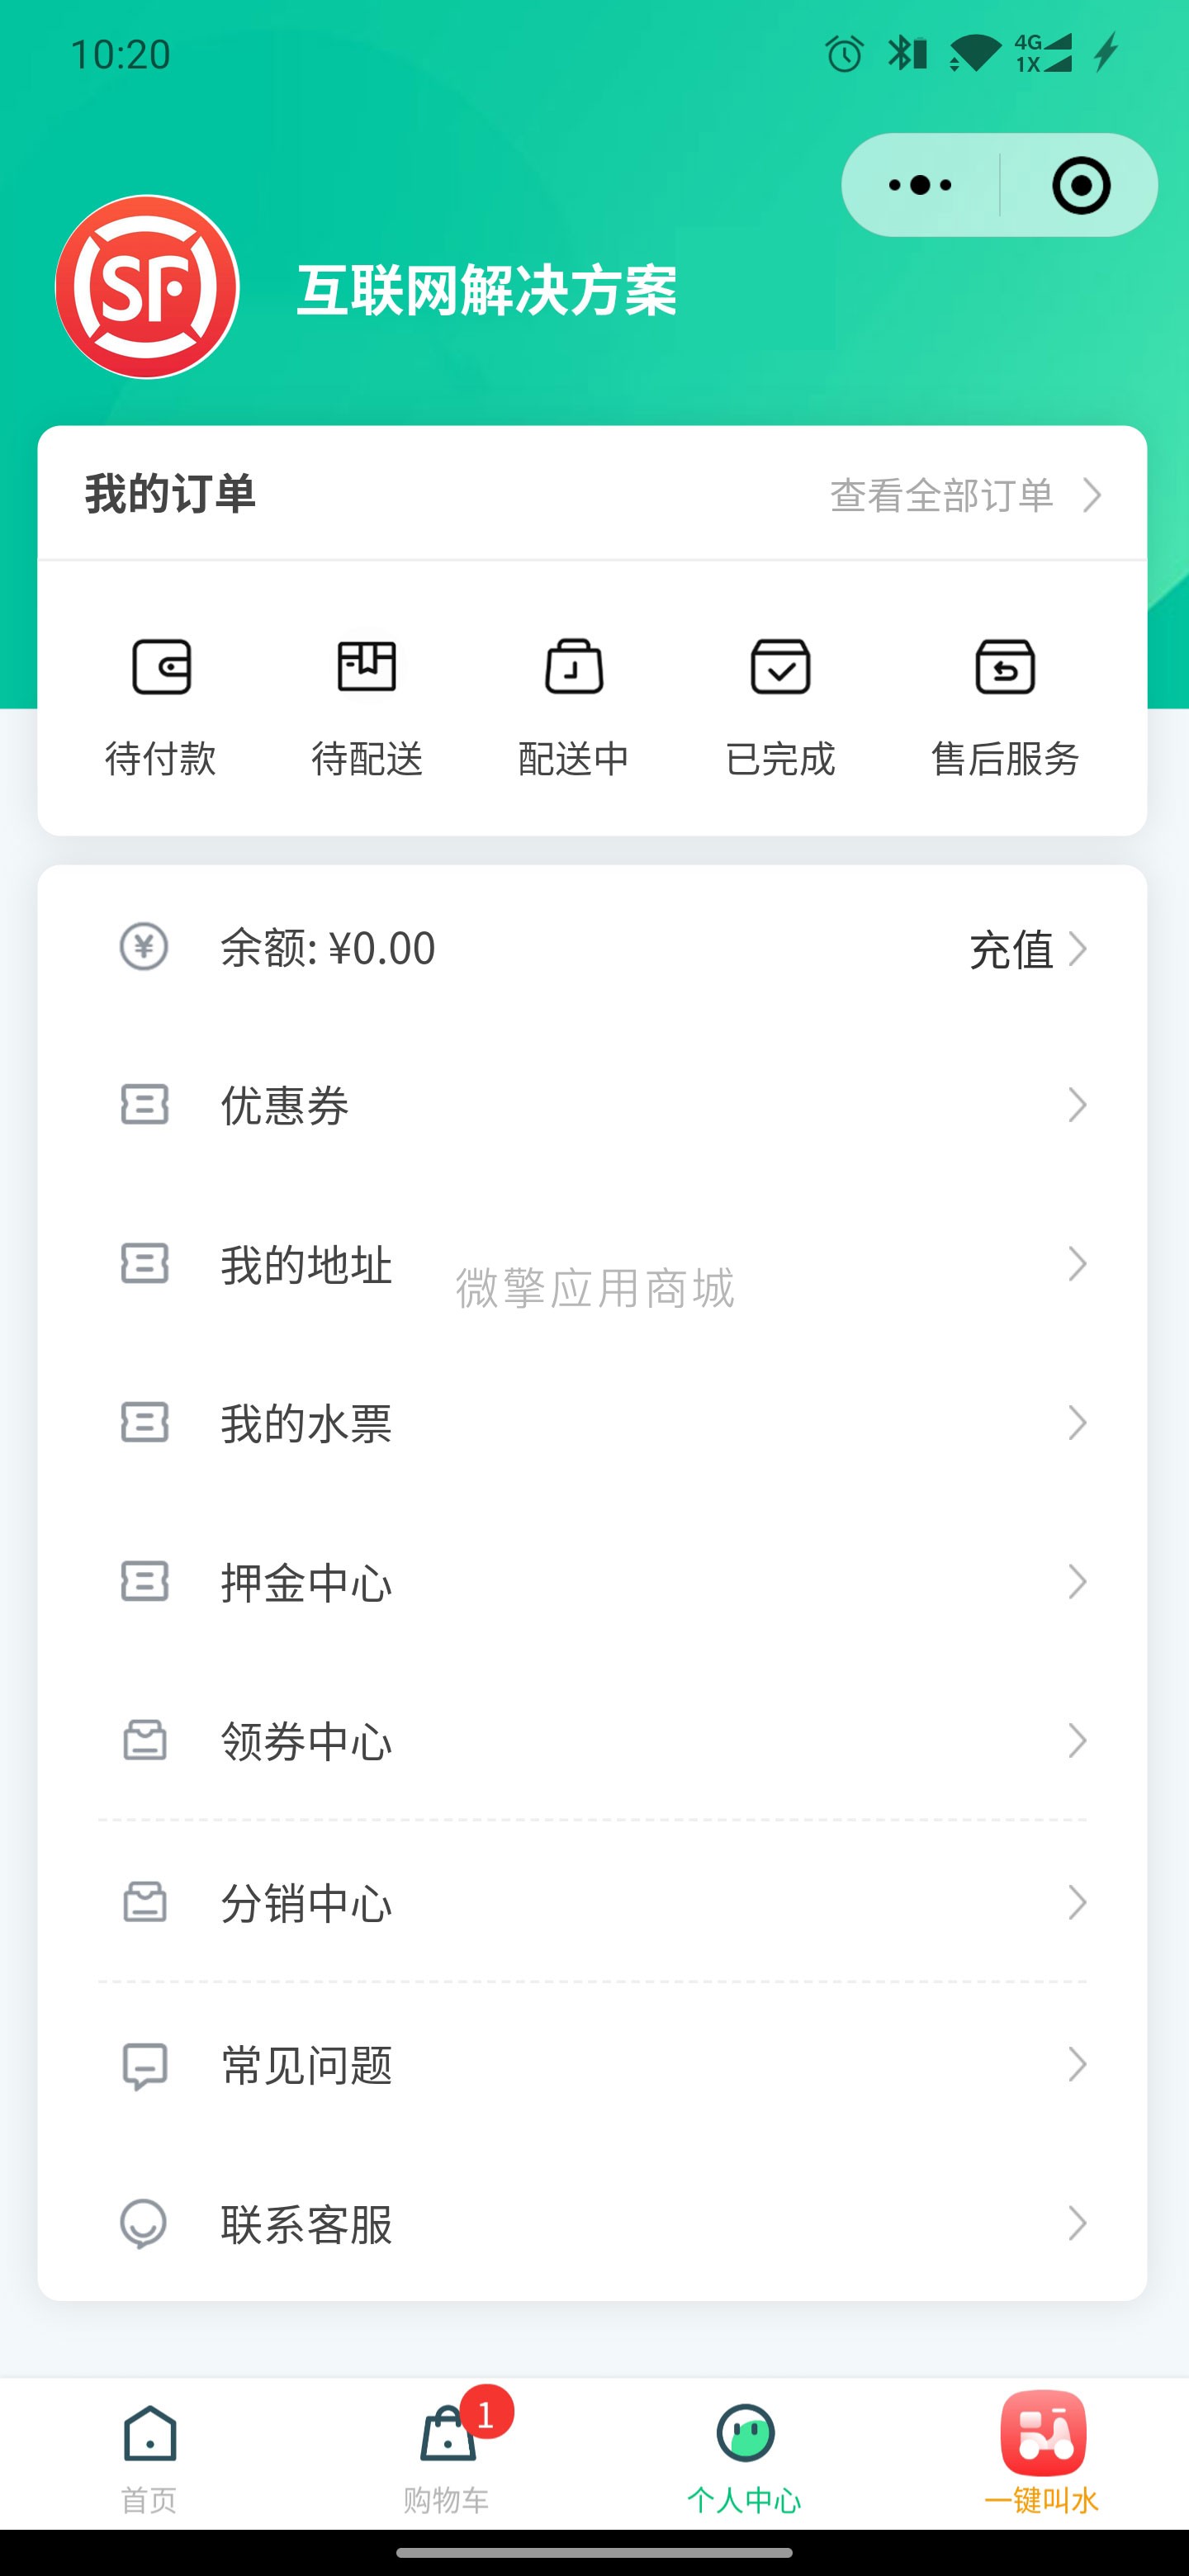 10:20
4G
1X
SF
互联网解决方案
我的订单 查看全部订单
待付款 待配送 配送中 已完成 售后服务
余额: ¥0.00 充值
优惠券
我的地址
微擎应用商城
我的水票
押金中心
领券中心
分销中心
常见问题
联系客服
1
首页 购物车 个人中心 一键叫水